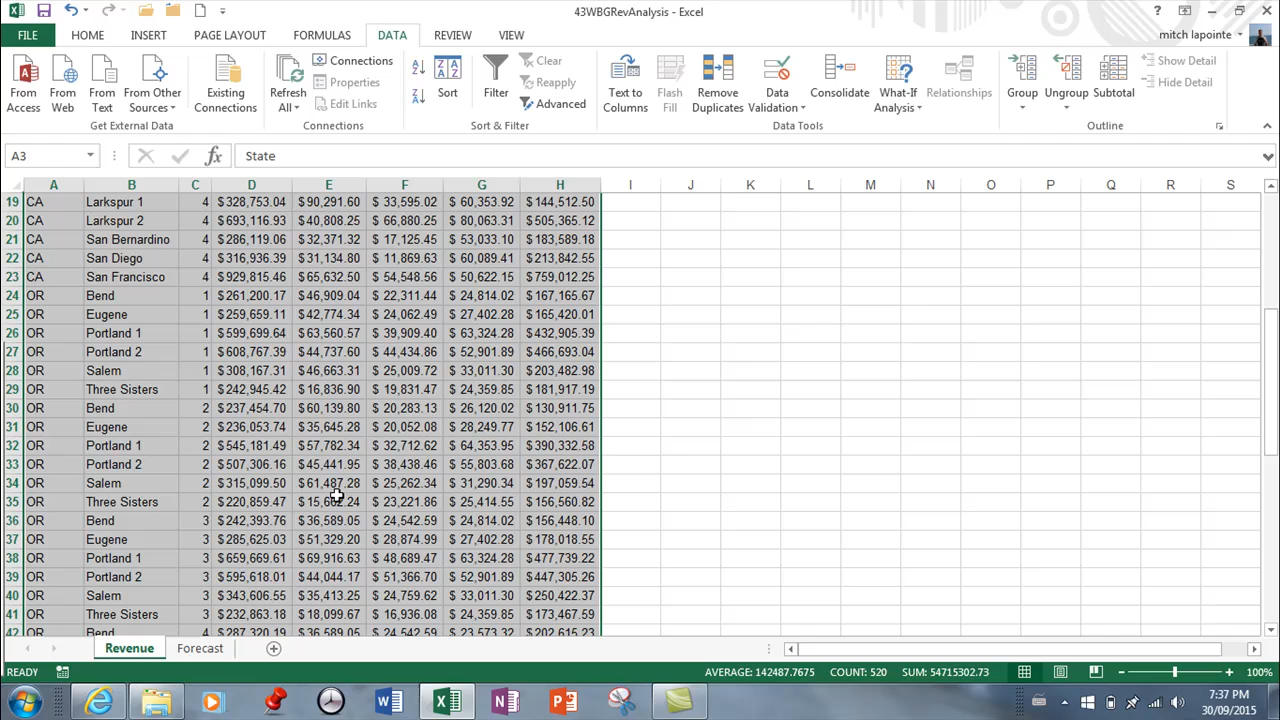 43WBGRevAnalysis - Excel
FILE HOME INSERT PAGE LAYOUT FORMULAS DATA REVIEW VIEW mitch lapointe
From Access
From Web
From Text
From Other Sources
Existing Connections
Refresh All
Connections
Properties
Edit Links
Sort
Filter
Clear
Reapply
Advanced
Text to Columns
Flash Fill
Remove Duplicates
Data Validation
Consolidate
What-If Analysis
Relationships
Group
Ungroup
Subtotal
Show Detail
Hide Detail
Get External Data Connections Sort & Filter Data Tools Outline
A3 fx State
A B C D E F G H I J K L M N O P Q R S
19 CA Larkspur 1 4 $328,753.04 $90,291.60 $ 33,595.02 $ 60,353.92 $144,512.50
20 CA Larkspur 2 4 $693,116.93 $40,808.25 $ 66,880.25 $ 80,063.31 $505,365.12
21 CA San Bernardino 4 $286,119.06 $32,371.32 $ 17,125.45 $ 53,033.10 $183,589.18
22 CA San Diego 4 $316,936.39 $31,134.80 $ 11,869.63 $ 60,089.41 $213,842.55
23 CA San Francisco 4 $929,815.46 $65,632.50 $ 54,548.56 $ 50,622.15 $759,012.25
24 OR Bend 1 $261,200.17 $46,909.04 $ 22,311.44 $ 24,814.02 $167,165.67
25 OR Eugene 1 $259,659.11 $42,774.34 $ 24,062.49 $ 27,402.28 $165,420.01
26 OR Portland 1 1 $599,699.64 $63,560.57 $ 39,909.40 $ 63,324.28 $432,905.39
27 OR Portland 2 1 $608,767.39 $44,737.60 $ 44,434.86 $ 52,901.89 $466,693.04
28 OR Salem 1 $308,167.31 $46,663.31 $ 25,009.72 $ 33,011.30 $203,482.98
29 OR Three Sisters 1 $242,945.42 $16,836.90 $ 19,831.47 $ 24,359.85 $181,917.19
30 OR Bend 2 $237,454.70 $60,139.80 $ 20,283.13 $ 26,120.02 $130,911.75
31 OR Eugene 2 $236,053.74 $35,645.28 $ 20,052.08 $ 28,249.77 $152,106.61
32 OR Portland 1 2 $545,181.49 $57,782.34 $ 32,712.62 $ 64,353.95 $390,332.58
33 OR Portland 2 2 $507,306.16 $45,441.95 $ 38,438.46 $ 55,803.68 $367,622.07
34 OR Salem 2 $315,099.50 $61,487.28 $ 25,262.34 $ 31,290.34 $197,059.54
35 OR Three Sisters 2 $220,859.47 $ 23,221.86 $ 25,414.55 $156,560.82
36 OR Bend 3 $242,393.76 $36,589.05 $ 24,542.59 $ 24,814.02 $156,448.10
37 OR Eugene 3 $285,625.03 $51,329.20 $ 28,874.99 $ 27,402.28 $178,018.55
38 OR Portland 1 3 $659,669.61 $69,916.63 $ 48,689.47 $ 63,324.28 $477,739.22
39 OR Portland 2 3 $595,618.01 $44,044.17 $ 51,366.70 $ 52,901.89 $447,305.26
40 OR Salem 3 $343,606.55 $35,413.25 $ 24,759.62 $ 33,011.30 $250,422.37
41 OR Three Sisters 3 $232,863.18 $18,099.67 $ 16,936.08 $ 24,359.85 $173,467.59
42 OR Bend 4 $287,320.19 $36,589.05 $ 24,542.59 $ 23,573.32 $202,615.23
Revenue Forecast
READY AVERAGE: 142487.7675 COUNT: 520 SUM: 54715302.73 100%
7:37 PM
30/09/2015